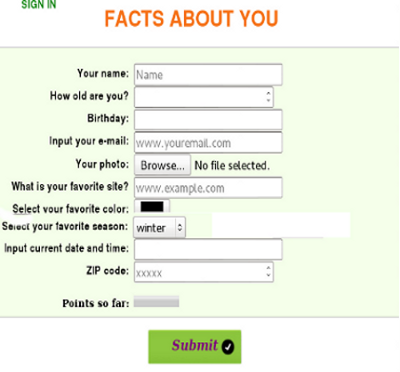 SIGN IN
FACTS ABOUT YOU
Your name: Name
How old are you?
Birthday:
Input your e-mail: www.youremail.com
Your photo: Browse... No file selected.
What is your favorite site? www.example.com
Select your favorite color:
Select your favorite season: winter
Input current date and time:
ZIP code: xxxxx
Points so far:
Submit